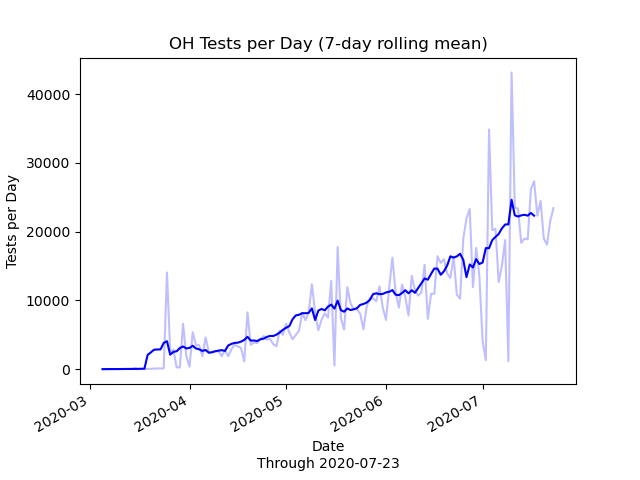 OH Tests per Day (7-day rolling mean)
Tests per Day
40000
30000
20000
10000
0
2020-03
2020-04
2020-05
2020-06
2020-07
Date
Through 2020-07-23